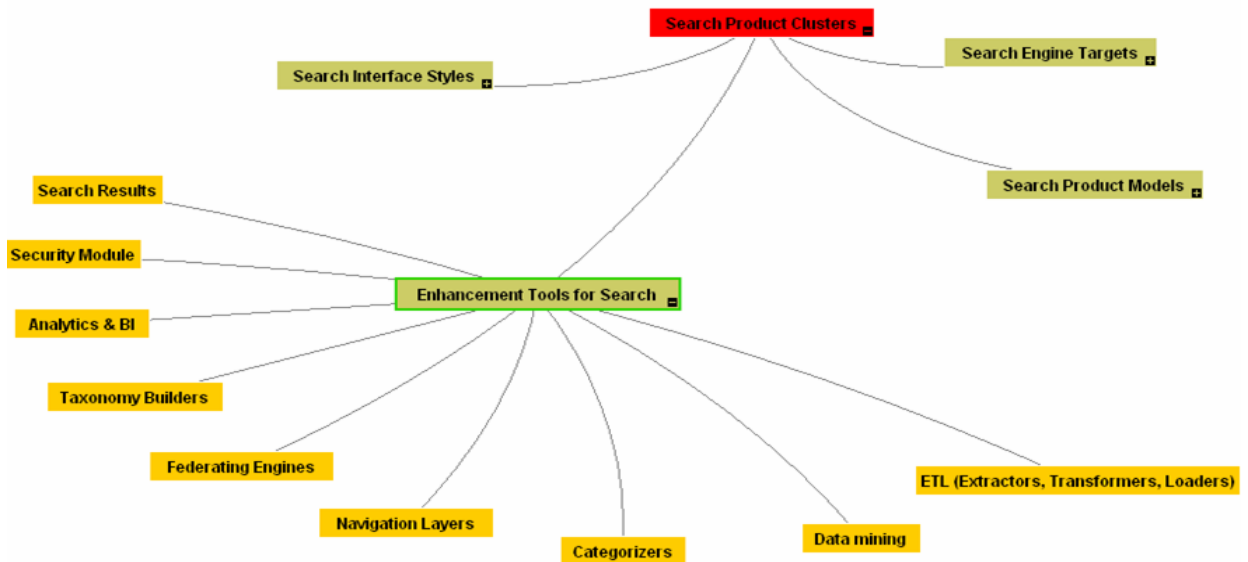 Search Product Clusters
Search Engine Targets
Search Interface Styles
Search Product Models
Search Results
Security Module
Enhancement Tools for Search
Analytics & BI
Taxonomy Builders
Federating Engines
ETL (Extractors, Transformers, Loaders)
Navigation Layers
Data mining
Categorizers